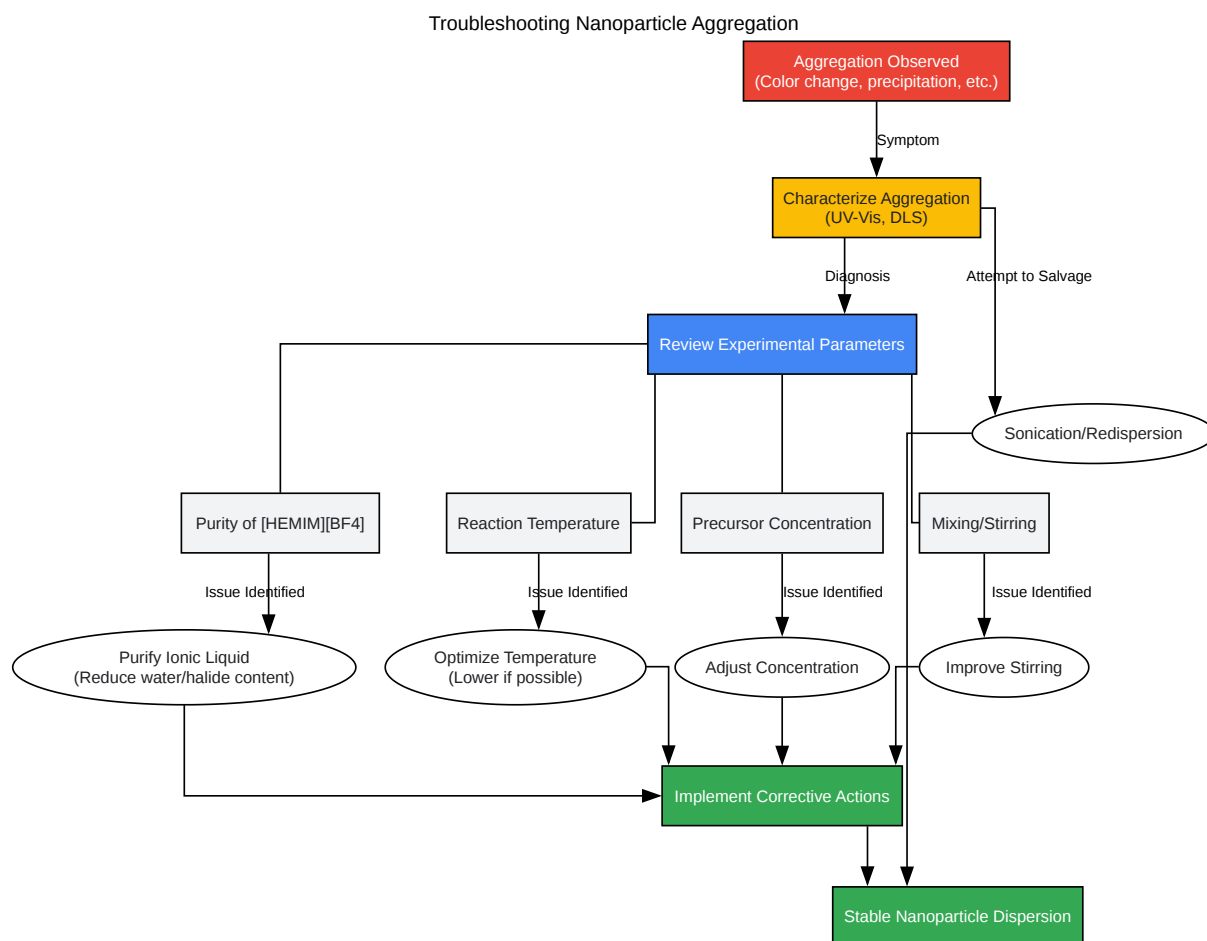 Troubleshooting Nanoparticle Aggregation
Aggregation Observed
(Color change, precipitation, etc.)
Symptom
Characterize Aggregation
(UV-Vis, DLS)
Diagnosis
Attempt to Salvage
Review Experimental Parameters
Sonication/Redispersion
Purity of [HEMIM][BF4]
Reaction Temperature
Precursor Concentration
Mixing/Stirring
Issue Identified
Issue Identified
Issue Identified
Issue Identified
Purify Ionic Liquid
(Reduce water/halide content)
Optimize Temperature
(Lower if possible)
Adjust Concentration
Improve Stirring
Implement Corrective Actions
Stable Nanoparticle Dispersion